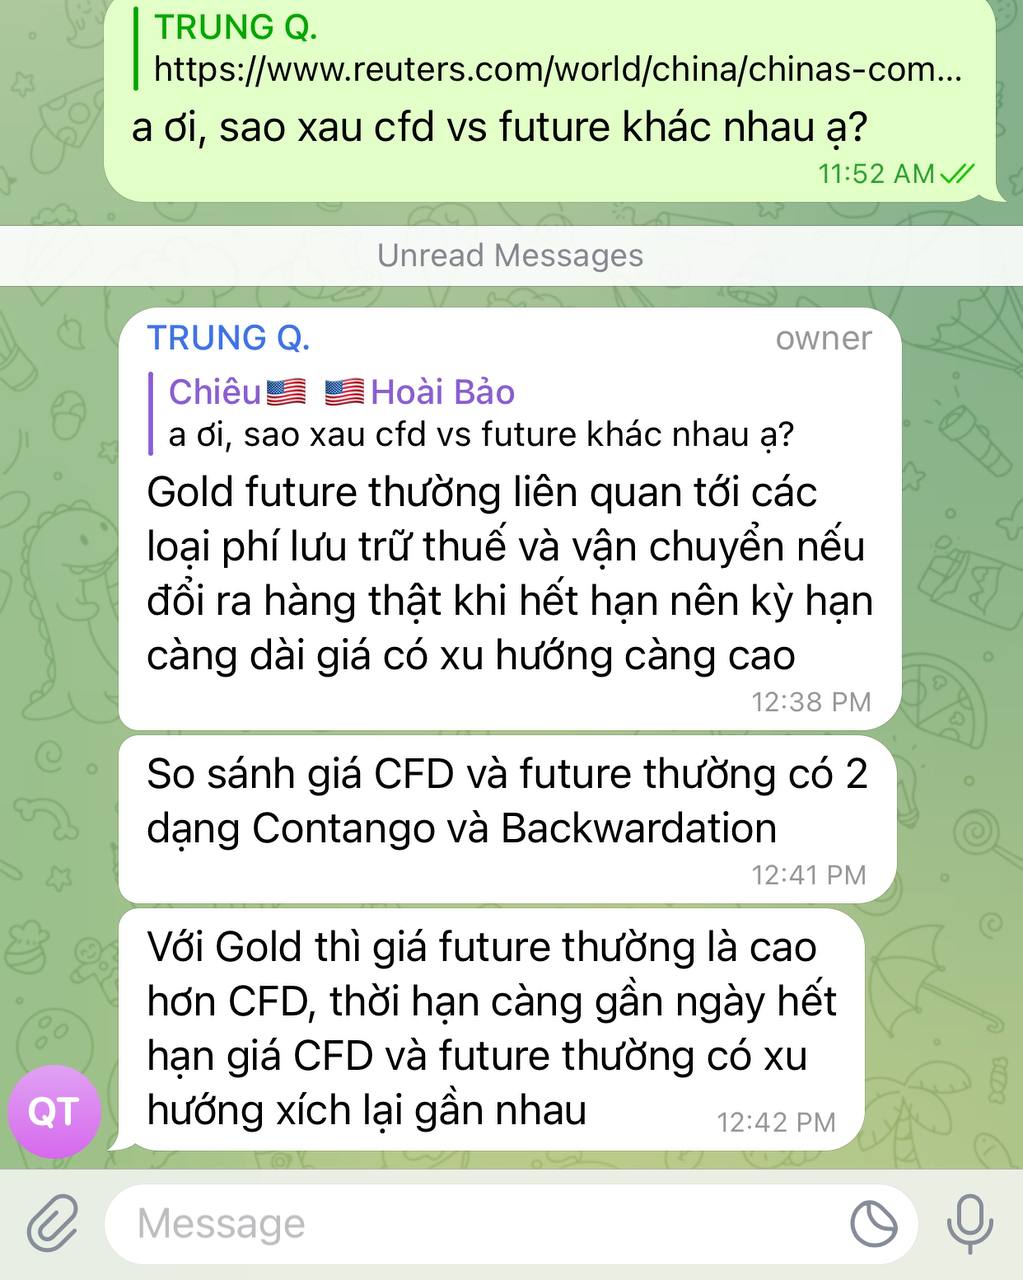 TRUNG Q.
https://www.reuters.com/world/china/chinas-com...
a ơi, sao xau cfd vs future khác nhau ạ?
11:52 AM
Unread Messages
TRUNG Q. owner
Chiêu🇺🇸 🇺🇸Hoài Bảo
a ơi, sao xau cfd vs future khác nhau ạ?
Gold future thường liên quan tới các
loại phí lưu trữ thuế và vận chuyển nếu
đổi ra hàng thật khi hết hạn nên kỳ hạn
càng dài giá có xu hướng càng cao
12:38 PM
So sánh giá CFD và future thường có 2
dạng Contango và Backwardation
12:41 PM
Với Gold thì giá future thường là cao
hơn CFD, thời hạn càng gần ngày hết
hạn giá CFD và future thường có xu
hướng xích lại gần nhau 12:42 PM
QT
Message